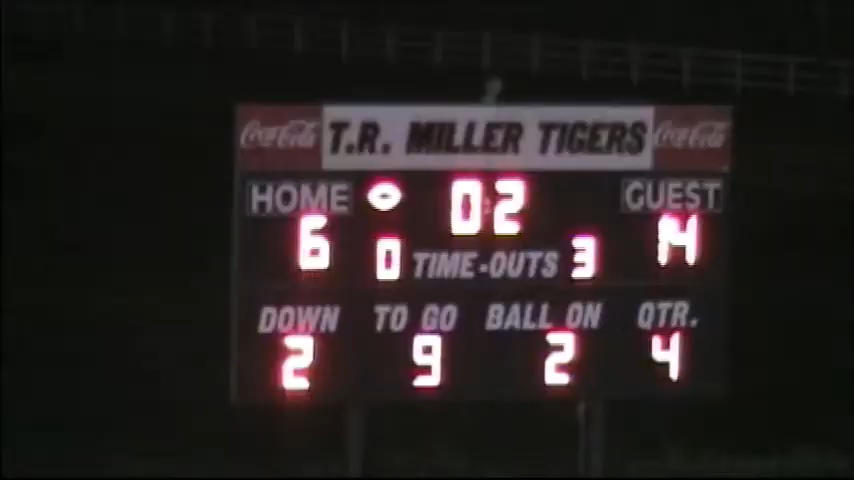 Coca-Cola T.R. MILLER TIGERS Coca-Cola
HOME 0:2 GUEST
6 0 TIME-OUTS 3 14
DOWN TO GO BALL ON QTR.
2 9 2 4